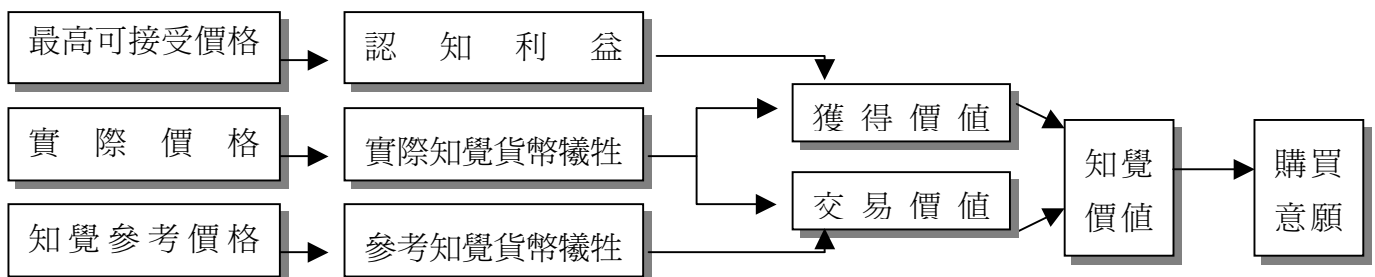 最高可接受價格
認知利益
獲得價值
實際價格
實際知覺貨幣犧牲
知覺
價值
購買
意願
交易價值
知覺參考價格
參考知覺貨幣犧牲